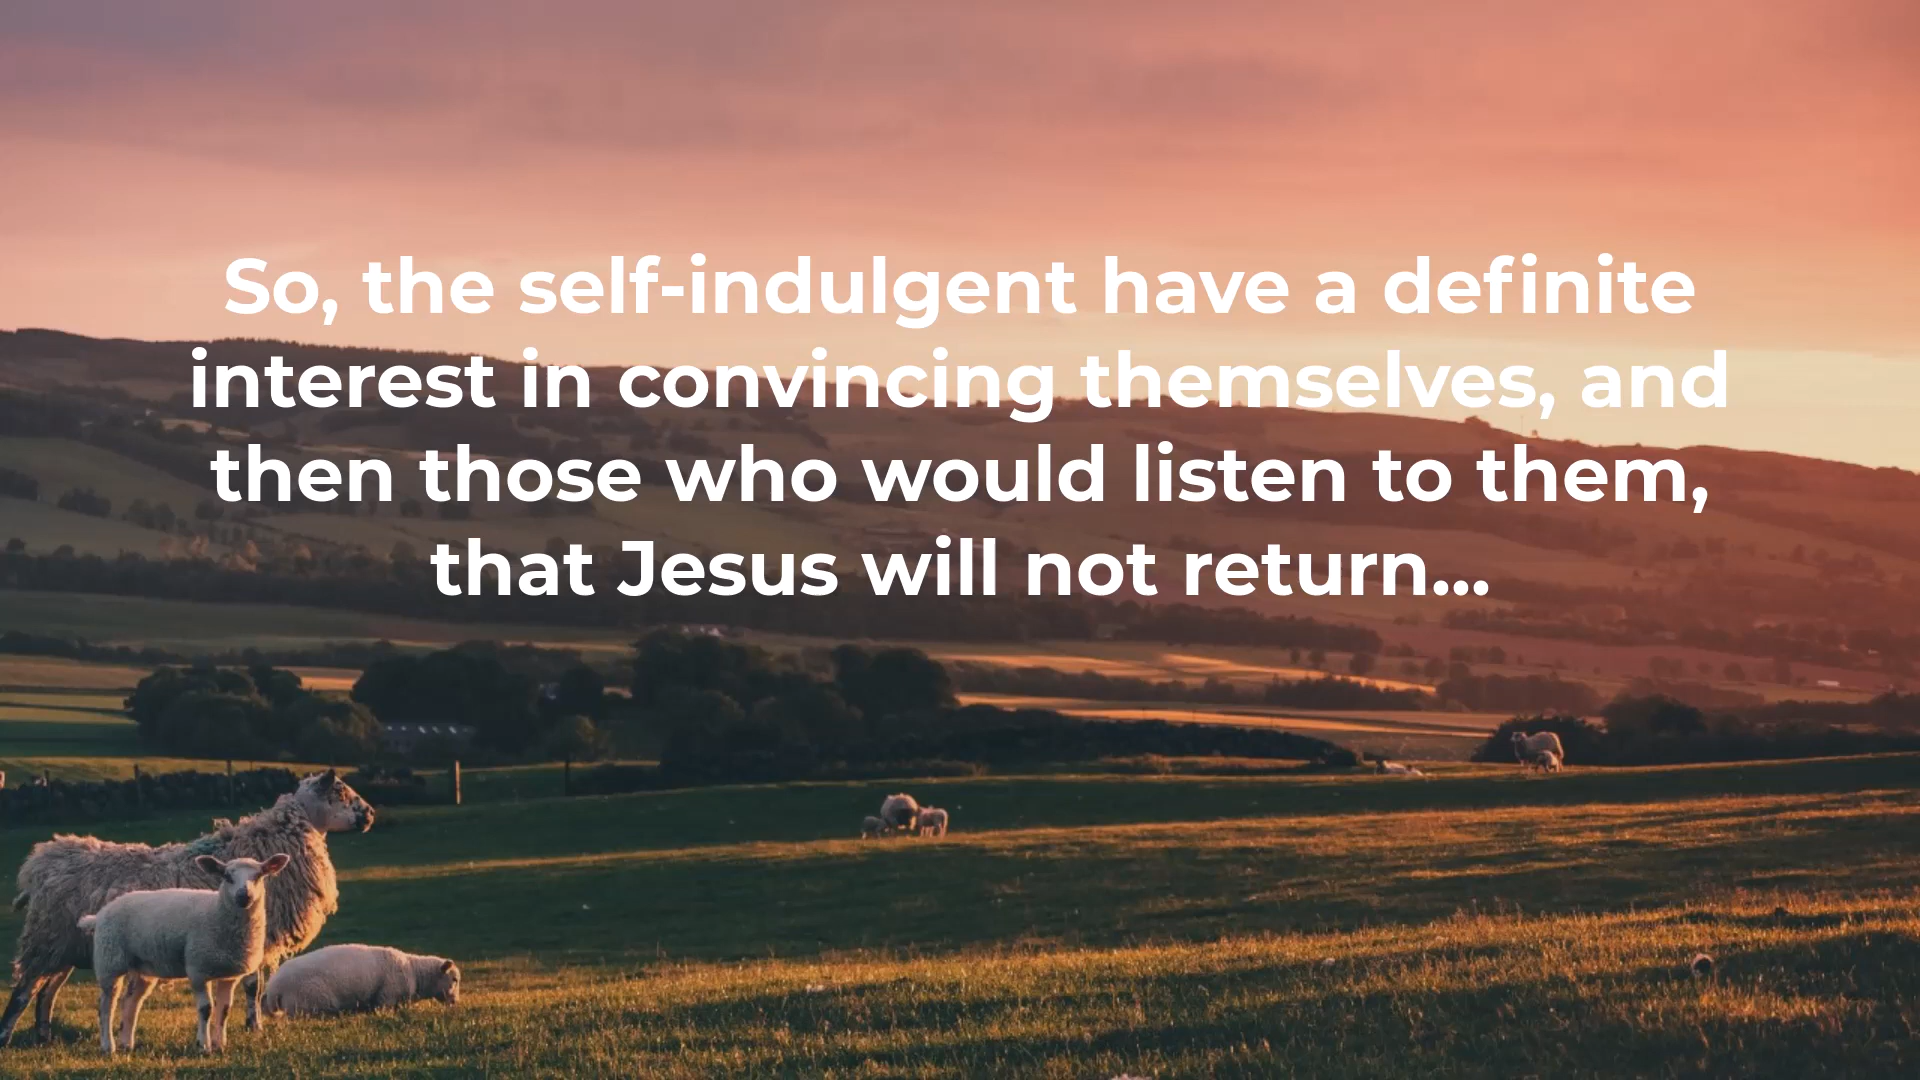 So, the self-indulgent have a definite
interest in convincing themselves, and
then those who would listen to them,
that Jesus will not return...